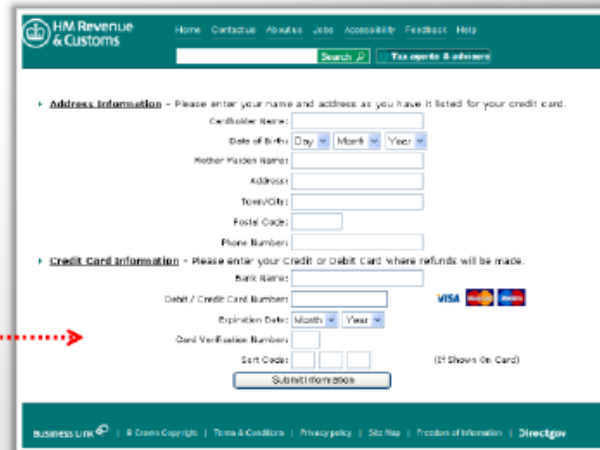 HM Revenue
& Customs
Home Contact us About us Jobs Accessibility Feedback Help
Search
Tax agents & advisers
Address Information - Please enter your name and address as you have it listed for your credit card.
Cardholder Name:
Date of Birth: Day Month Year
Mother Maiden Name:
Address:
Town/City:
Postal Code:
Phone Number:
Credit Card Information - Please enter your Credit or Debit Card where refunds will be made.
Bank Name:
Debit / Credit Card Number: VISA
Expiration Date: Month Year
Card Verification Number:
Sort Code: (If Shown On Card)
Submit Information
BUSINESS LINK | © Crown Copyright | Terms & Conditions | Privacy policy | Site Map | Freedom of Information | Directgov